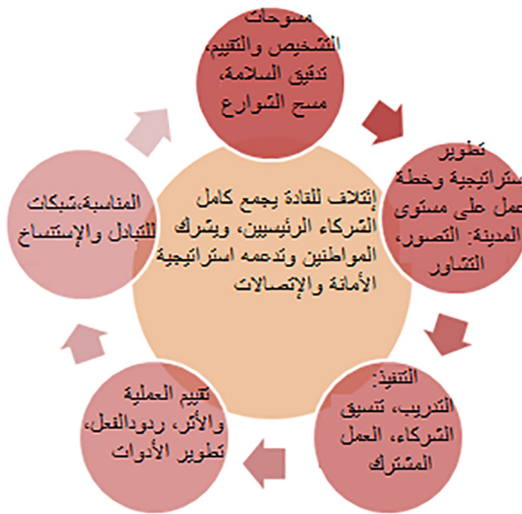 مسوحات
التشخيص والتقييم،
تدقيق السلامة،
مسح الشوارع
تطوير
ستراتيجية وخطة
عمل على مستوى
المدينة: التصور،
التشاور
التنفيذ:
التدريب، تنسيق
الشركاء، العمل
المشترك
تقييم العملية
والأثر، ردودالفعل،
تطوير الأدوات
المناسبة،شبكات
للتبادل والإستنساخ
إئتلاف للقادة يجمع كامل
الشركاء الرئيسيين، ويشرك
المواطنين وتدعمه استراتيجية
الأمانة والإتصالات